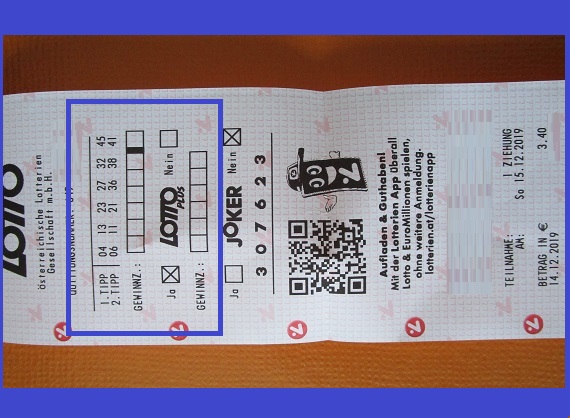 LOTTO
Österreichische Lotterien
Gesellschaft m.b.H.
1.TIPP 04 13 23 27 32 45
2.TIPP 06 11 21 36 38 41
GEWINNZ.:
Ja LOTTO PLUS Nein
GEWINNZ.:
Ja JOKER Nein
3 0 7 6 2 3
Aufladen & Guthaben!
Mit der Lotterien App überall
Lotto & EuroMillionen spielen,
ohne weitere Anmeldung.
lotterien.at/lotterienapp
TEILNAHME: 1 ZIEHUNG
AM: So 15.12.2019
BETRAG IN € 3.40
14.12.2019